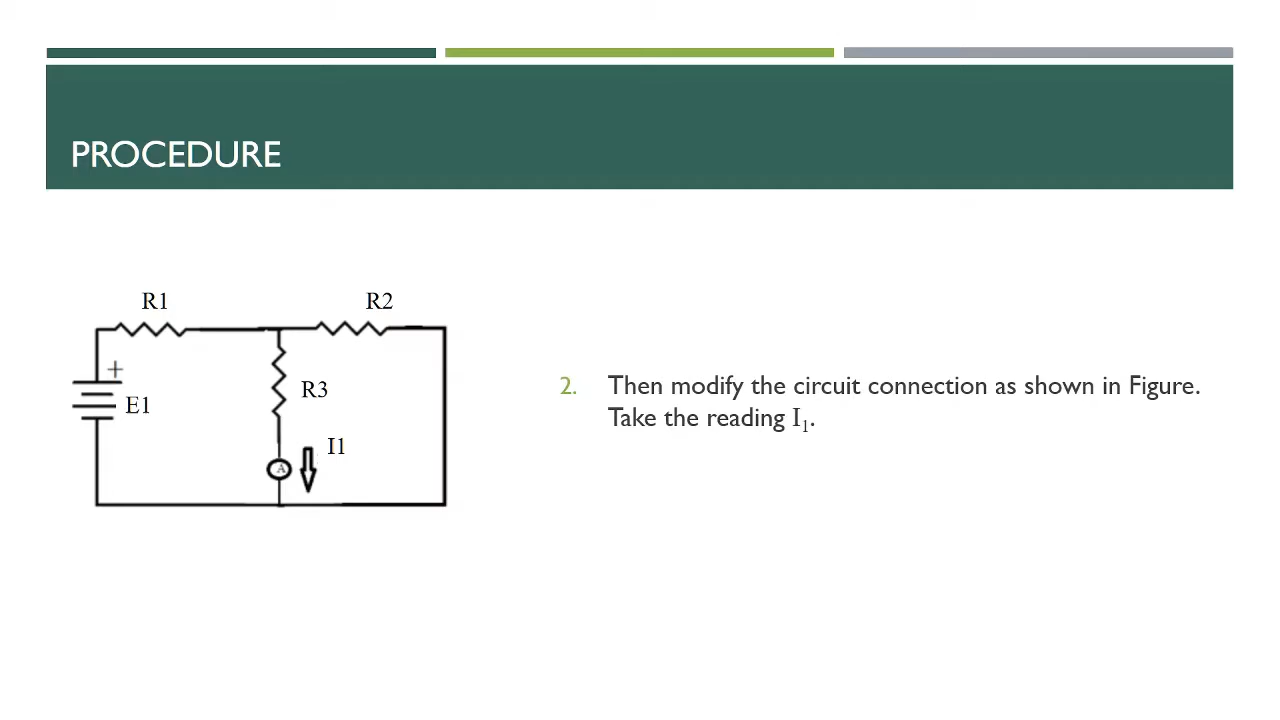 PROCEDURE
R1
R2
+
E1
R3
I1
A
2. Then modify the circuit connection as shown in Figure.
Take the reading I₁.